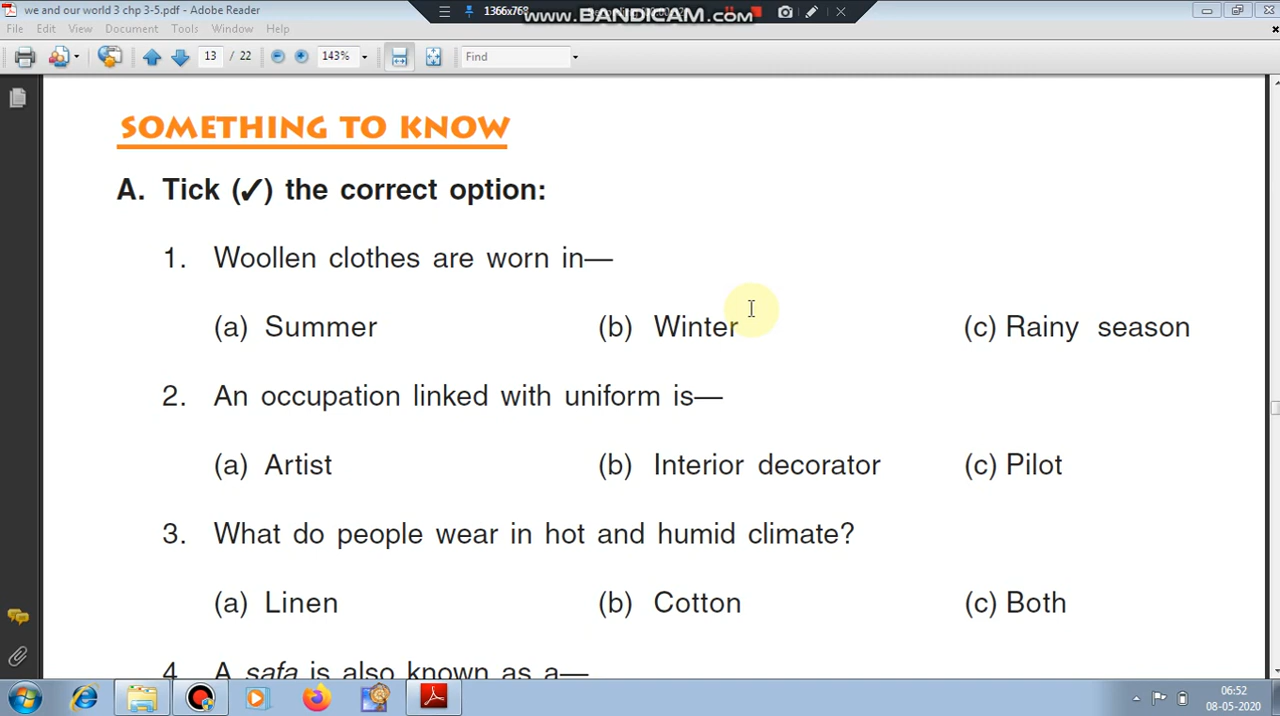 we and our world 3 chp 3-5.pdf - Adobe Reader
1366x768
www.BANDICAM.com
File Edit View Document Tools Window Help
13 / 22 143% Find
SOMETHING TO KNOW
A. Tick (✓) the correct option:
1. Woollen clothes are worn in—
(a) Summer (b) Winter (c) Rainy season
2. An occupation linked with uniform is—
(a) Artist (b) Interior decorator (c) Pilot
3. What do people wear in hot and humid climate?
(a) Linen (b) Cotton (c) Both
4. A safa is also known as a—
06:52
08-05-2020